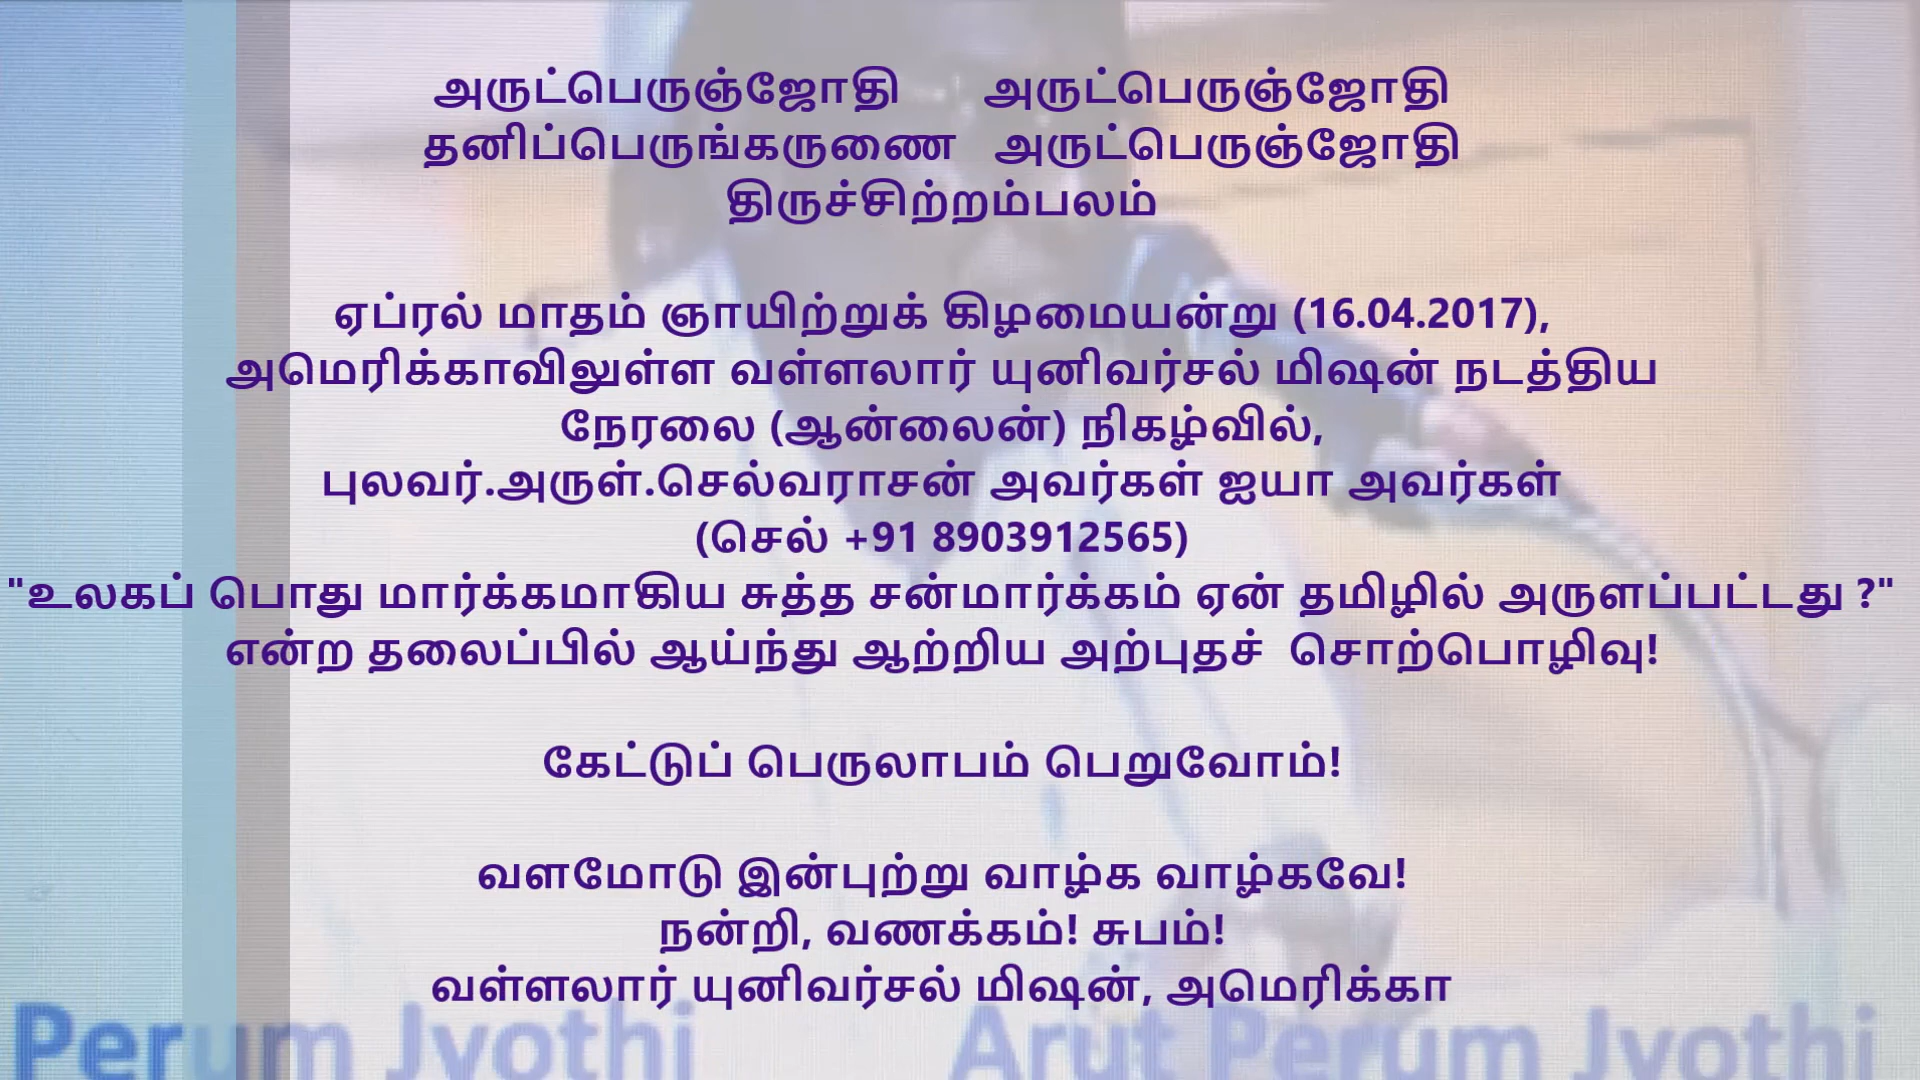 அருட்பெருஞ்ஜோதி அருட்பெருஞ்ஜோதி
தனிப்பெருங்கருணை அருட்பெருஞ்ஜோதி
திருச்சிற்றம்பலம்
ஏப்ரல் மாதம் ஞாயிற்றுக் கிழமையன்று (16.04.2017),
அமெரிக்காவிலுள்ள வள்ளலார் யுனிவர்சல் மிஷன் நடத்திய
நேரலை (ஆன்லைன்) நிகழ்வில்,
புலவர்.அருள்.செல்வராசன் அவர்கள் ஐயா அவர்கள்
(செல் +91 8903912565)
"உலகப் பொது மார்க்கமாகிய சுத்த சன்மார்க்கம் ஏன் தமிழில் அருளப்பட்டது ?"
என்ற தலைப்பில் ஆய்ந்து ஆற்றிய அற்புதச் சொற்பொழிவு!
கேட்டுப் பெருலாபம் பெறுவோம்!
வளமோடு இன்புற்று வாழ்க வாழ்கவே!
நன்றி, வணக்கம்! சுபம்!
வள்ளலார் யுனிவர்சல் மிஷன், அமெரிக்கா
Perum Jyothi Arut Perum Jyothi